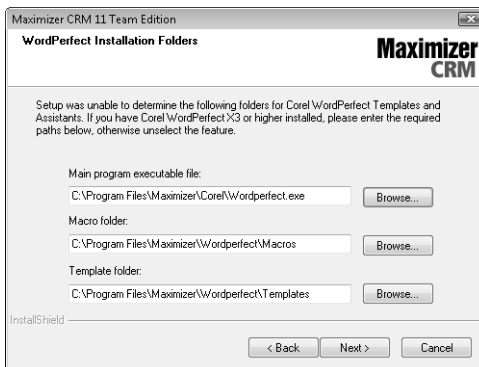 Maximizer CRM 11 Team Edition
WordPerfect Installation Folders
Maximizer
CRM
Setup was unable to determine the following folders for Corel WordPerfect Templates and
Assistants. If you have Corel WordPerfect X3 or higher installed, please enter the required
paths below, otherwise unselect the feature.
Main program executable file:
C:\Program Files\Maximizer\Corel\Wordperfect.exe
Browse...
Macro folder:
C:\Program Files\Maximizer\Wordperfect\Macros
Browse...
Template folder:
C:\Program Files\Maximizer\Wordperfect\Templates
Browse...
InstallShield
< Back
Next >
Cancel